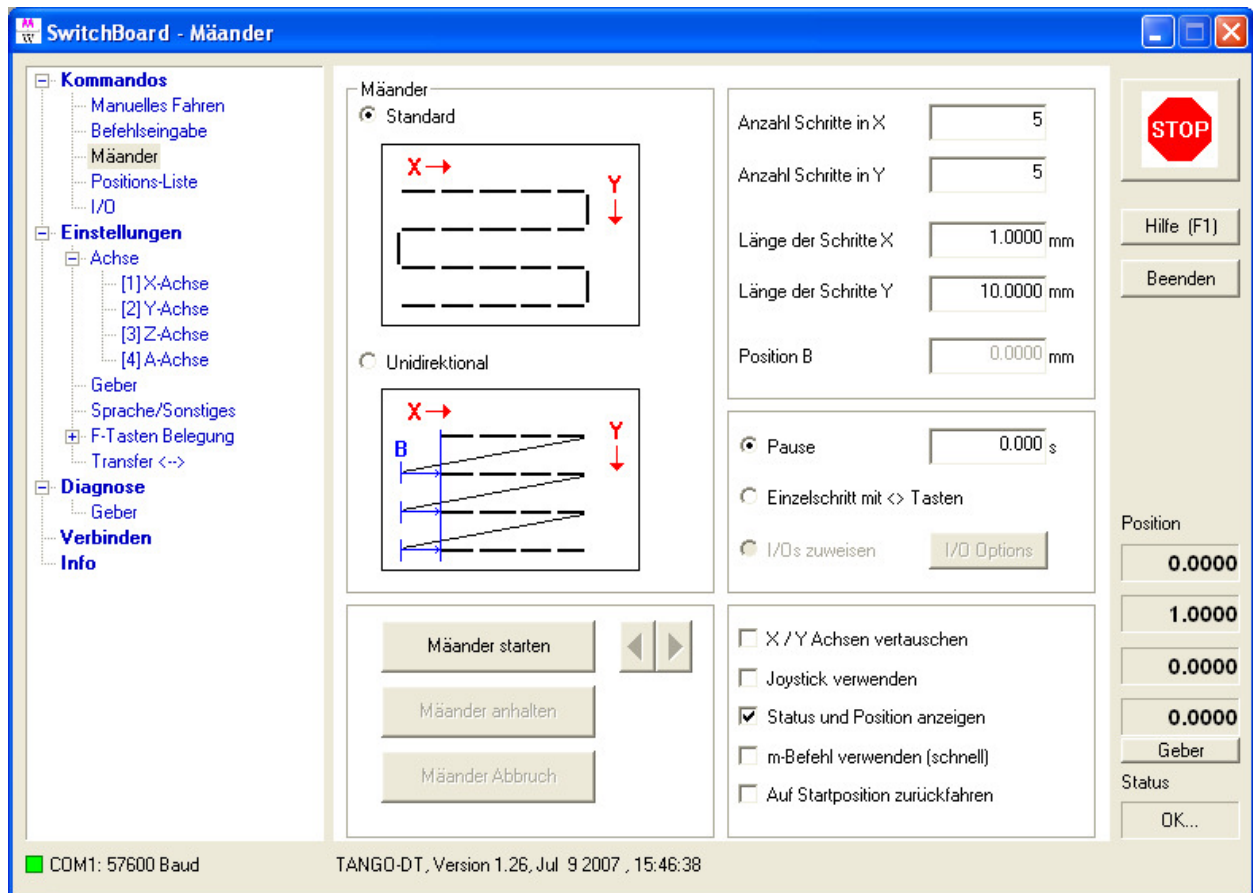 SwitchBoard - Mäander
Kommandos
Manuelles Fahren
Befehlseingabe
Mäander
Positions-Liste
I/O
Einstellungen
Achse
[1] X-Achse
[2] Y-Achse
[3] Z-Achse
[4] A-Achse
Geber
Sprache/Sonstiges
F-Tasten Belegung
Transfer <-->
Diagnose
Geber
Verbinden
Info
Mäander
Standard
X
Y
Unidirektional
X
Y
B
Mäander starten
Mäander anhalten
Mäander Abbruch
Anzahl Schritte in X 5
Anzahl Schritte in Y 5
Länge der Schritte X 1.0000 mm
Länge der Schritte Y 10.0000 mm
Position B 0.0000 mm
Pause 0.000 s
Einzelschritt mit <> Tasten
I/Os zuweisen I/O Options
X / Y Achsen vertauschen
Joystick verwenden
Status und Position anzeigen
m-Befehl verwenden (schnell)
Auf Startposition zurückfahren
STOP
Hilfe (F1)
Beenden
Position
0.0000
1.0000
0.0000
0.0000
Geber
Status
OK...
COM1: 57600 Baud
TANGO-DT, Version 1.26, Jul 9 2007 , 15:46:38